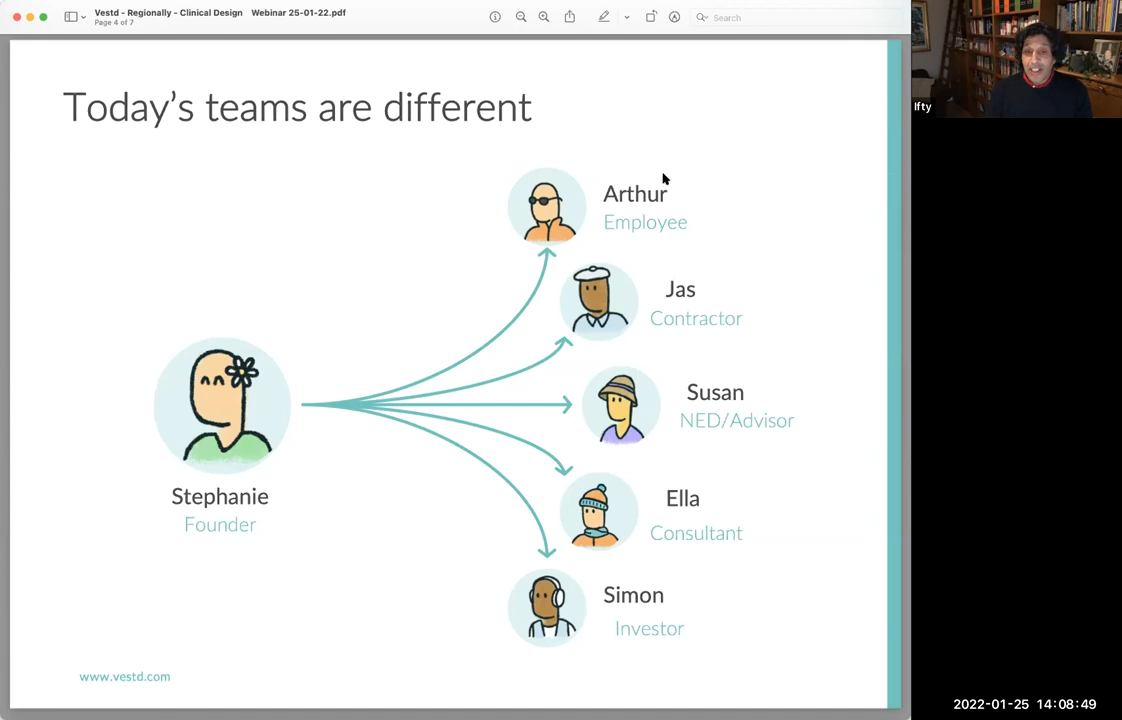 Vestd - Regionally - Clinical Design Webinar 25-01-22.pdf
Page 4 of 7
Search
Ifty
Today's teams are different
Arthur
Employee
Jas
Contractor
Susan
NED/Advisor
Ella
Consultant
Simon
Investor
Stephanie
Founder
www.vestd.com
2022-01-25 14:08:49